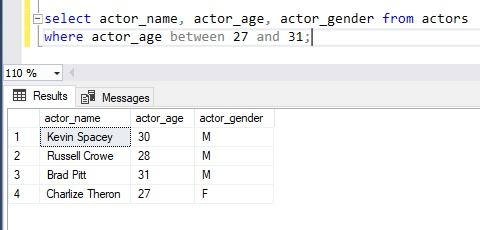 select actor_name, actor_age, actor_gender from actors
where actor_age between 27 and 31;
110 %
Results Messages
actor_name actor_age actor_gender
1 Kevin Spacey 30 M
2 Russell Crowe 28 M
3 Brad Pitt 31 M
4 Charlize Theron 27 F